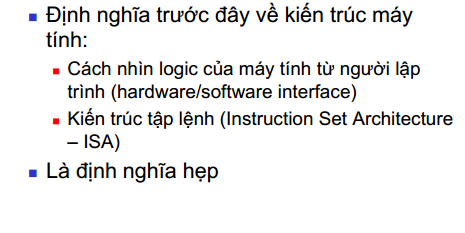 Định nghĩa trước đây về kiến trúc máy
tính:
Cách nhìn logic của máy tính từ người lập
trình (hardware/software interface)
Kiến trúc tập lệnh (Instruction Set Architecture
– ISA)
Là định nghĩa hẹp